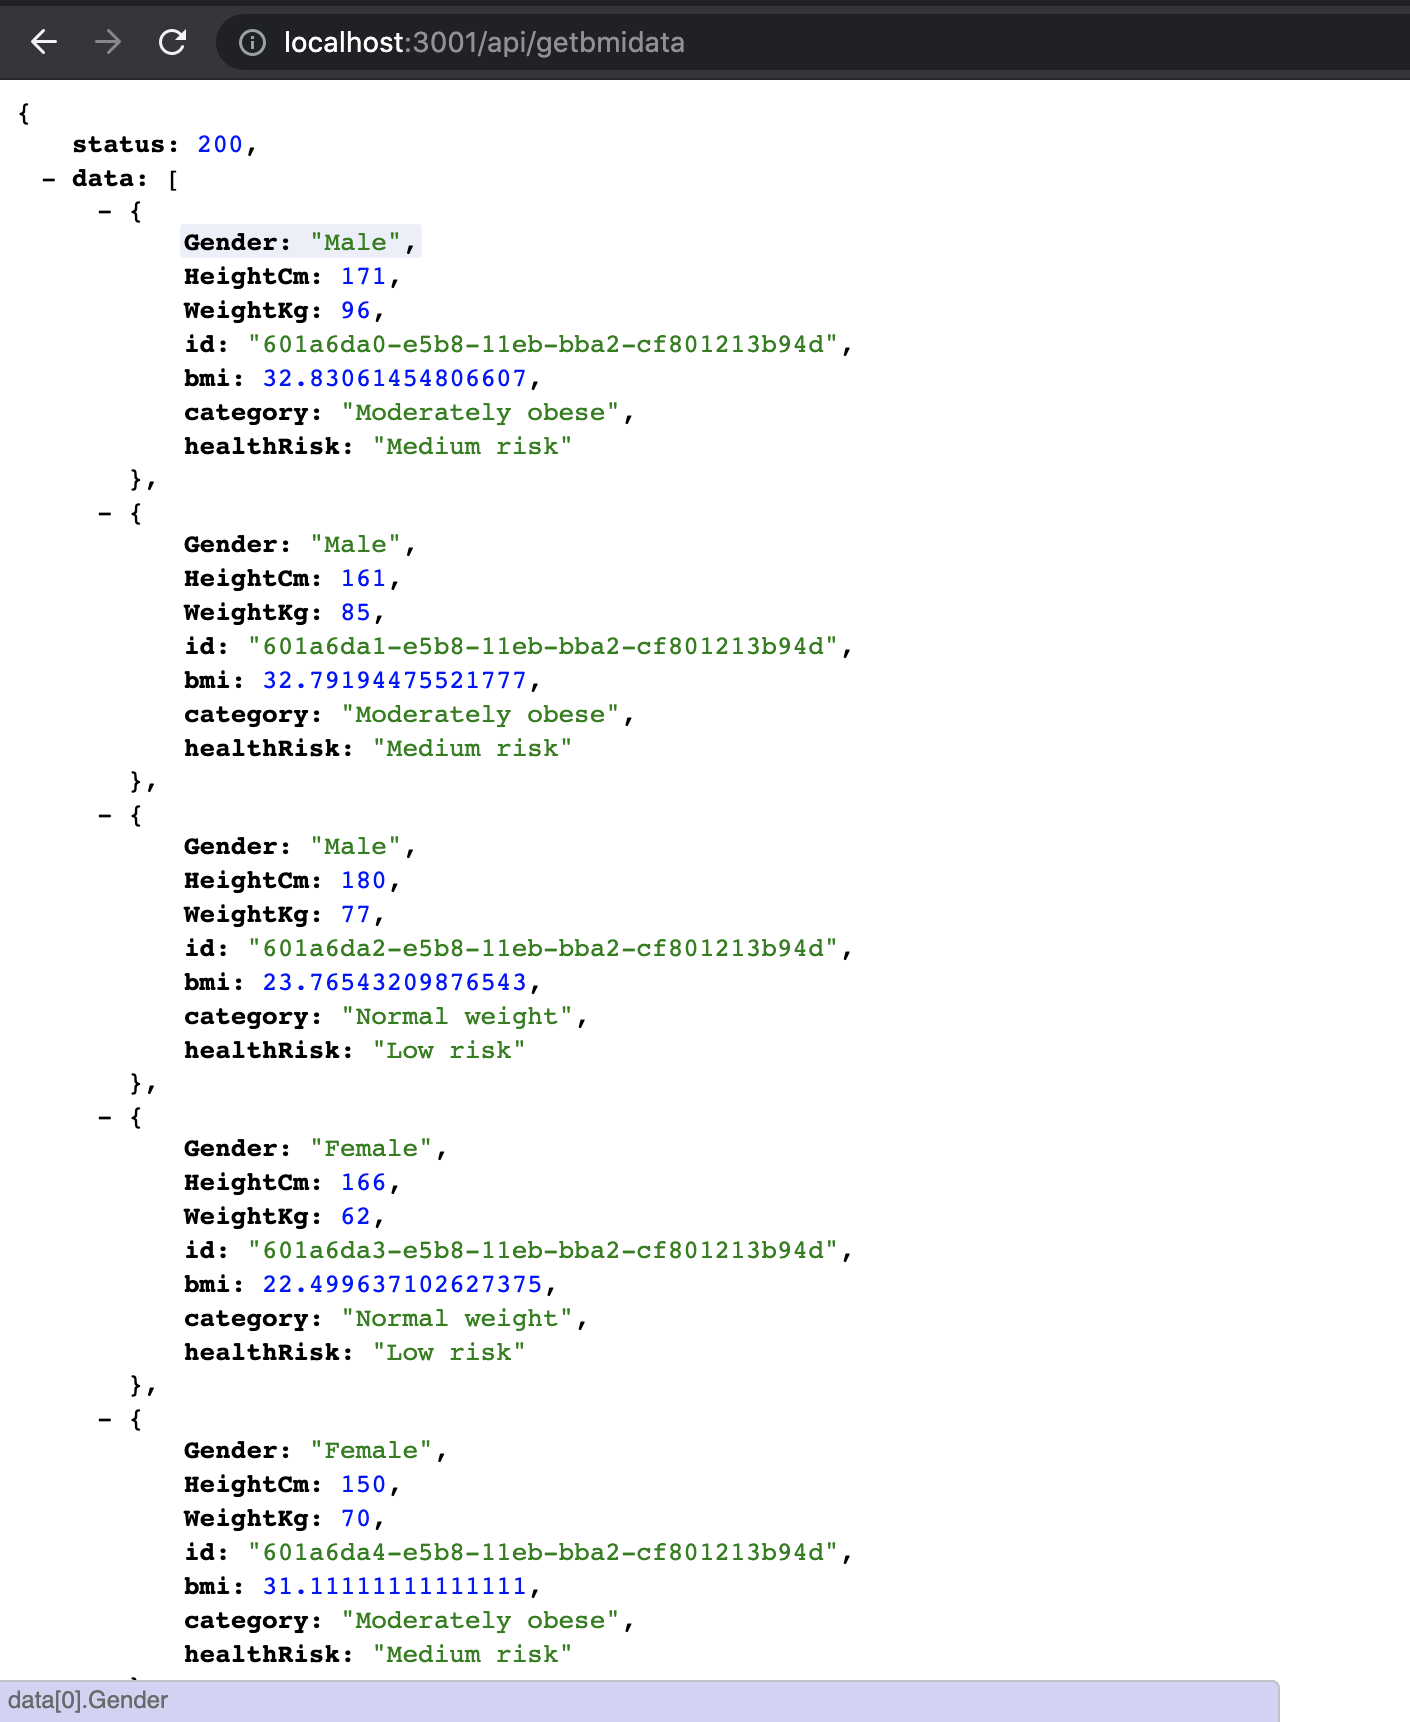 localhost:3001/api/getbmidata
{
status: 200,
- data: [
- {
Gender: "Male",
HeightCm: 171,
WeightKg: 96,
id: "601a6da0-e5b8-11eb-bba2-cf801213b94d",
bmi: 32.83061454806607,
category: "Moderately obese",
healthRisk: "Medium risk"
},
- {
Gender: "Male",
HeightCm: 161,
WeightKg: 85,
id: "601a6da1-e5b8-11eb-bba2-cf801213b94d",
bmi: 32.79194475521777,
category: "Moderately obese",
healthRisk: "Medium risk"
},
- {
Gender: "Male",
HeightCm: 180,
WeightKg: 77,
id: "601a6da2-e5b8-11eb-bba2-cf801213b94d",
bmi: 23.76543209876543,
category: "Normal weight",
healthRisk: "Low risk"
},
- {
Gender: "Female",
HeightCm: 166,
WeightKg: 62,
id: "601a6da3-e5b8-11eb-bba2-cf801213b94d",
bmi: 22.499637102627375,
category: "Normal weight",
healthRisk: "Low risk"
},
- {
Gender: "Female",
HeightCm: 150,
WeightKg: 70,
id: "601a6da4-e5b8-11eb-bba2-cf801213b94d",
bmi: 31.11111111111111,
category: "Moderately obese",
healthRisk: "Medium risk"
data[0].Gender